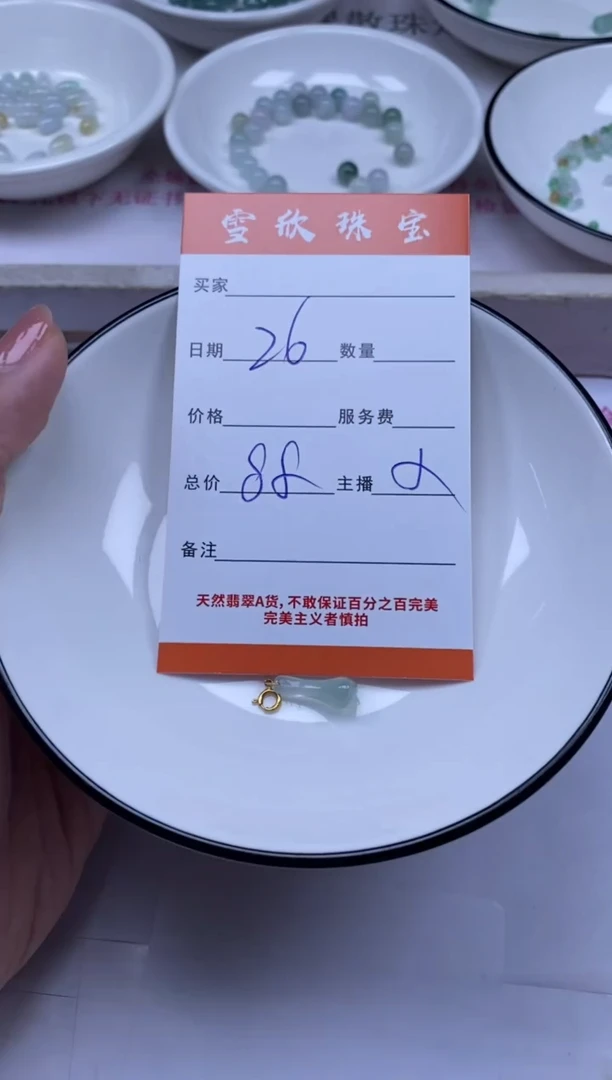 散珠
雪欣珠宝
买家
日期 26 数量
价格 服务费
总价 88 主播
备注
天然翡翠A货,不敢保证百分之百完美
完美主义者慎拍